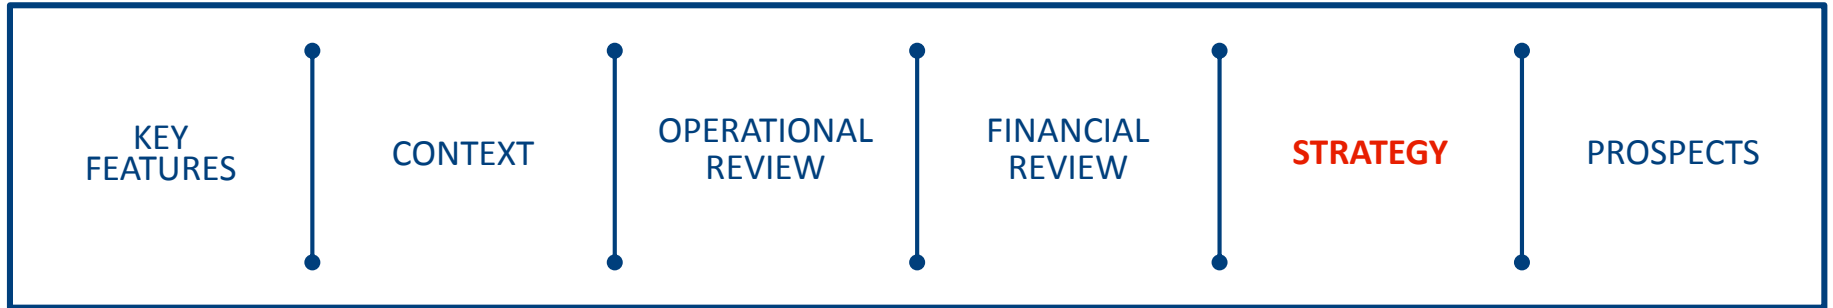 KEY
FEATURES
CONTEXT
OPERATIONAL
REVIEW
FINANCIAL
REVIEW
STRATEGY
PROSPECTS